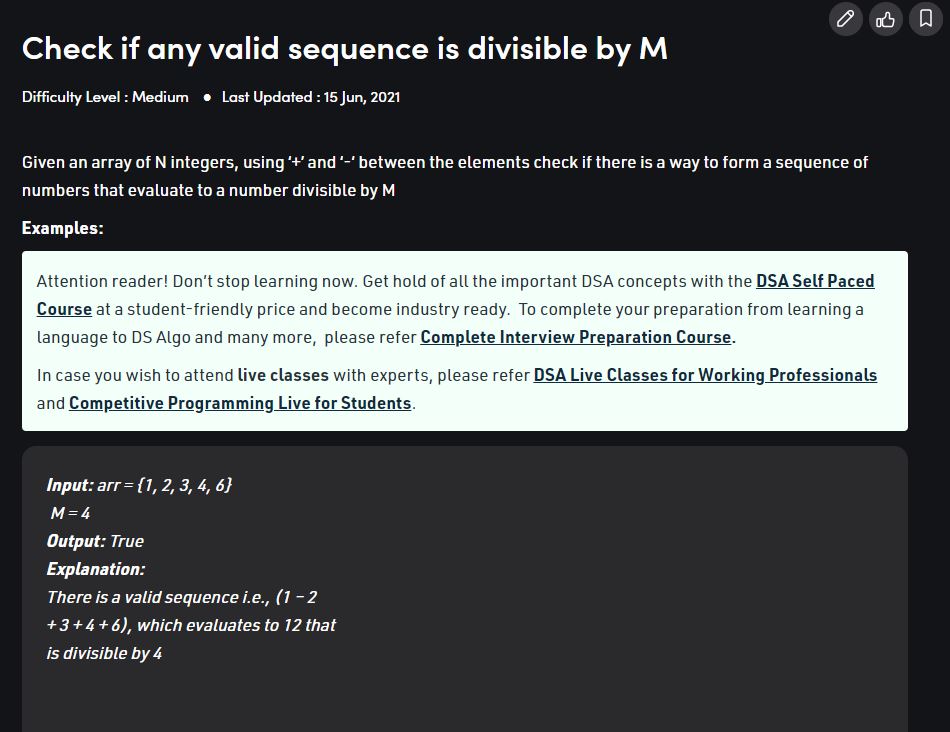 Check if any valid sequence is divisible by M
Difficulty Level : Medium ● Last Updated : 15 Jun, 2021
Given an array of N integers, using ‘+’ and ‘-‘ between the elements check if there is a way to form a sequence of
numbers that evaluate to a number divisible by M
Examples:
Attention reader! Don’t stop learning now. Get hold of all the important DSA concepts with the DSA Self Paced
Course at a student-friendly price and become industry ready.  To complete your preparation from learning a
language to DS Algo and many more,  please refer Complete Interview Preparation Course.
In case you wish to attend live classes with experts, please refer DSA Live Classes for Working Professionals
and Competitive Programming Live for Students.
Input: arr = {1, 2, 3, 4, 6}
M = 4
Output: True
Explanation:
There is a valid sequence i.e., (1 − 2
+ 3 + 4 + 6), which evaluates to 12 that
is divisible by 4